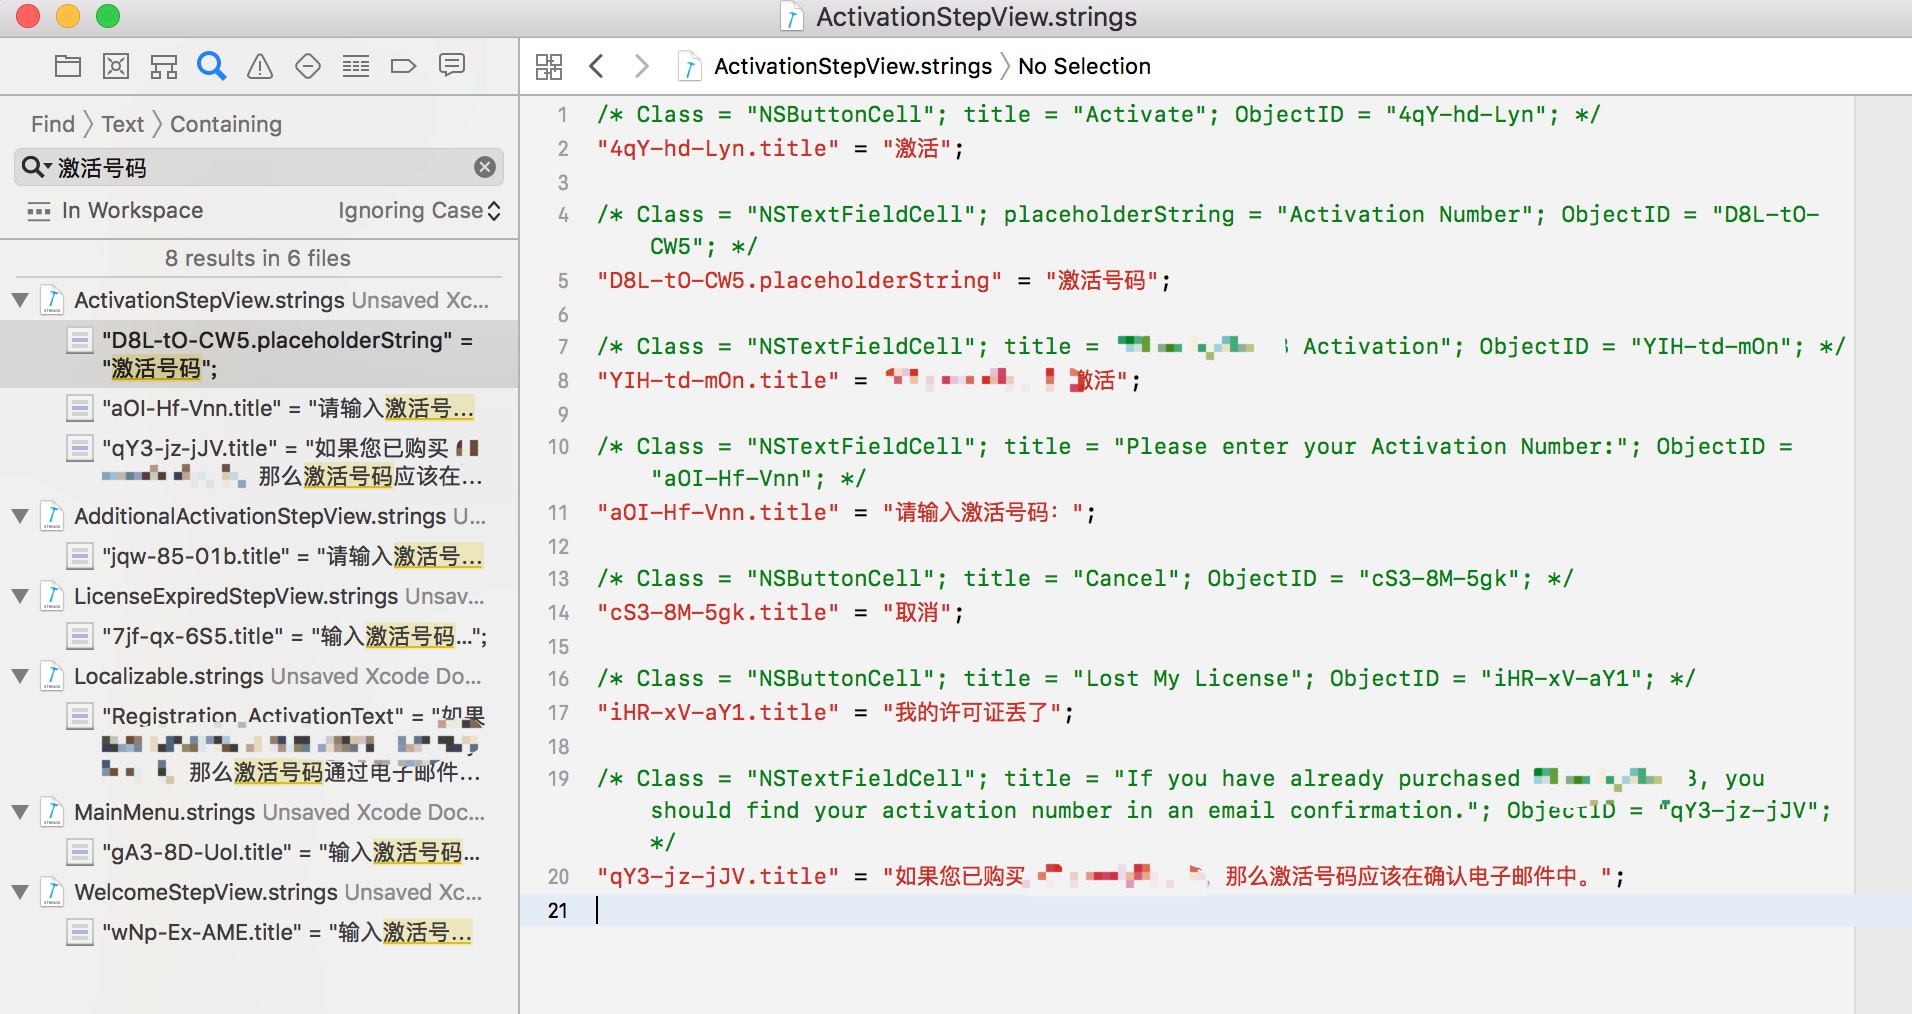 ActivationStepView.strings
ActivationStepView.strings No Selection
Find Text Containing
激活号码
In Workspace Ignoring Case
8 results in 6 files
ActivationStepView.strings Unsaved Xc...
"D8L-tO-CW5.placeholderString" =
"激活号码";
"aOI-Hf-Vnn.title" = "请输入激活号...
"qY3-jz-jJV.title" = "如果您已购买
那么激活号码应该在...
AdditionalActivationStepView.strings U...
"jqw-85-01b.title" = "请输入激活号...
LicenseExpiredStepView.strings Unsav...
"7jf-qx-6S5.title" = "输入激活号码...";
Localizable.strings Unsaved Xcode Do...
"Registration_ActivationText" = "如果
那么激活号码通过电子邮件...
MainMenu.strings Unsaved Xcode Doc...
"gA3-8D-UoI.title" = "输入激活号码...
WelcomeStepView.strings Unsaved Xc...
"wNp-Ex-AME.title" = "输入激活号...
1 /* Class = "NSButtonCell"; title = "Activate"; ObjectID = "4qY-hd-Lyn"; */
2 "4qY-hd-Lyn.title" = "激活";
3
4 /* Class = "NSTextFieldCell"; placeholderString = "Activation Number"; ObjectID = "D8L-tO-
CW5"; */
5 "D8L-tO-CW5.placeholderString" = "激活号码";
6
7 /* Class = "NSTextFieldCell"; title = Activation"; ObjectID = "YIH-td-mOn"; */
8 "YIH-td-mOn.title" = 激活";
9
10 /* Class = "NSTextFieldCell"; title = "Please enter your Activation Number:"; ObjectID =
"aOI-Hf-Vnn"; */
11 "aOI-Hf-Vnn.title" = "请输入激活号码：";
12
13 /* Class = "NSButtonCell"; title = "Cancel"; ObjectID = "cS3-8M-5gk"; */
14 "cS3-8M-5gk.title" = "取消";
15
16 /* Class = "NSButtonCell"; title = "Lost My License"; ObjectID = "iHR-xV-aY1"; */
17 "iHR-xV-aY1.title" = "我的许可证丢了";
18
19 /* Class = "NSTextFieldCell"; title = "If you have already purchased 3, you
should find your activation number in an email confirmation."; ObjectID = "qY3-jz-jJV";
*/
20 "qY3-jz-jJV.title" = "如果您已购买 , 那么激活号码应该在确认电子邮件中。";
21